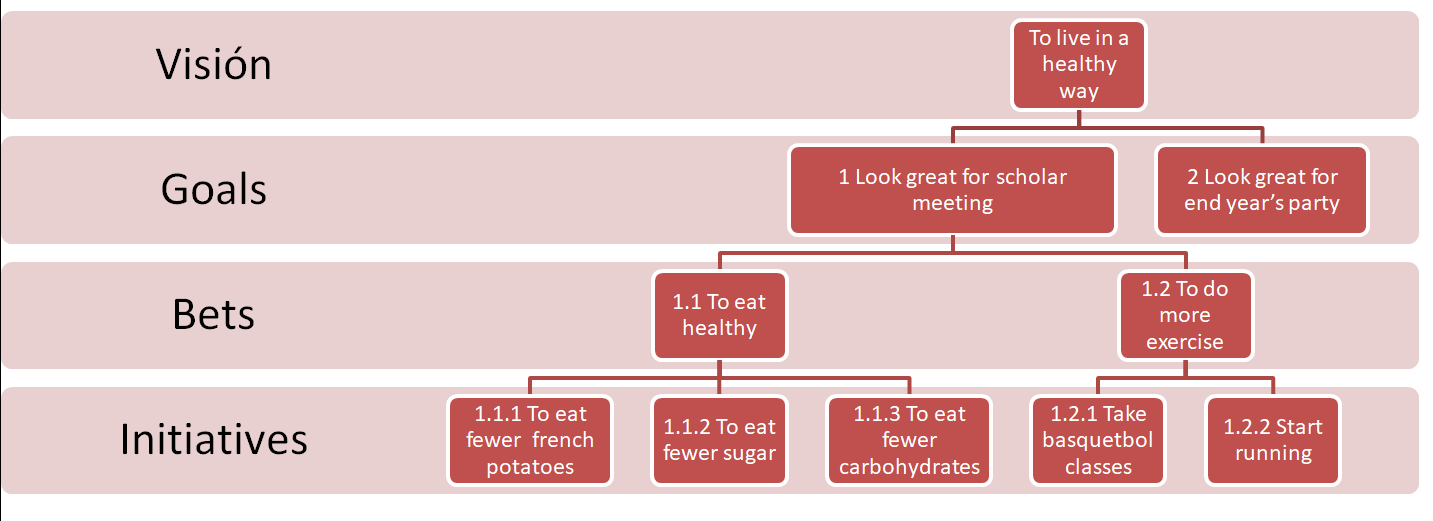 Visión
To live in a
healthy
way
Goals
1 Look great for scholar
meeting
2 Look great for
end year’s party
Bets
1.1 To eat
healthy
1.2 To do
more
exercise
Initiatives
1.1.1 To eat
fewer french
potatoes
1.1.2 To eat
fewer sugar
1.1.3 To eat
fewer
carbohydrates
1.2.1 Take
basquetbol
classes
1.2.2 Start
running